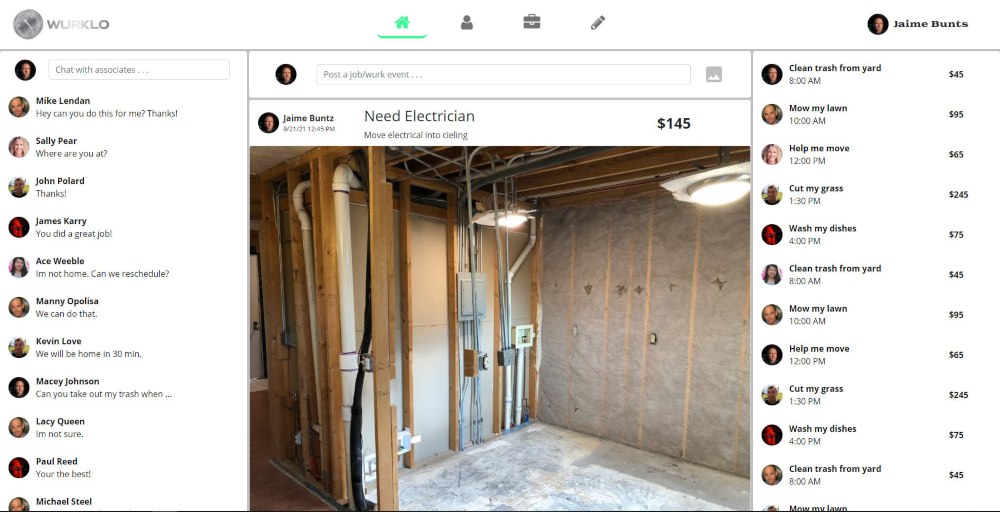 WURKLO
Jaime Bunts
Chat with associates . . .
Mike Lendan
Hey can you do this for me? Thanks!
Sally Pear
Where are you at?
John Polard
Thanks!
James Karry
You did a great job!
Ace Weeble
Im not home. Can we reschedule?
Manny Opolisa
We can do that.
Kevin Love
We will be home in 30 min.
Macey Johnson
Can you take out my trash when ...
Lacy Queen
Im not sure.
Paul Reed
Your the best!
Michael Steel
Post a job/wurk event . . .
Jaime Buntz
9/21/21 12:45 PM
Need Electrician
Move electrical into cieling
$145
Clean trash from yard
8:00 AM
$45
Mow my lawn
10:00 AM
$95
Help me move
12:00 PM
$65
Cut my grass
1:30 PM
$245
Wash my dishes
4:00 PM
$75
Clean trash from yard
8:00 AM
$45
Mow my lawn
10:00 AM
$95
Help me move
12:00 PM
$65
Cut my grass
1:30 PM
$245
Wash my dishes
4:00 PM
$75
Clean trash from yard
8:00 AM
$45
Mow my lawn